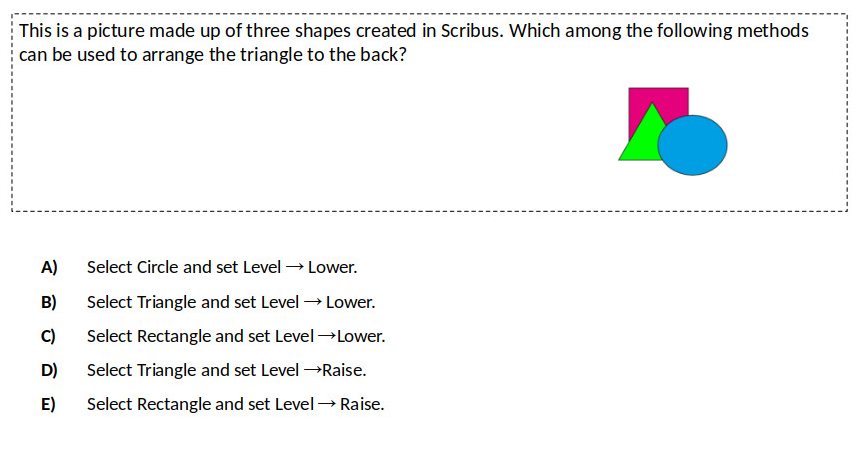 This is a picture made up of three shapes created in Scribus. Which among the following methods
can be used to arrange the triangle to the back?
A) Select Circle and set Level → Lower.
B) Select Triangle and set Level → Lower.
C) Select Rectangle and set Level →Lower.
D) Select Triangle and set Level →Raise.
E) Select Rectangle and set Level → Raise.